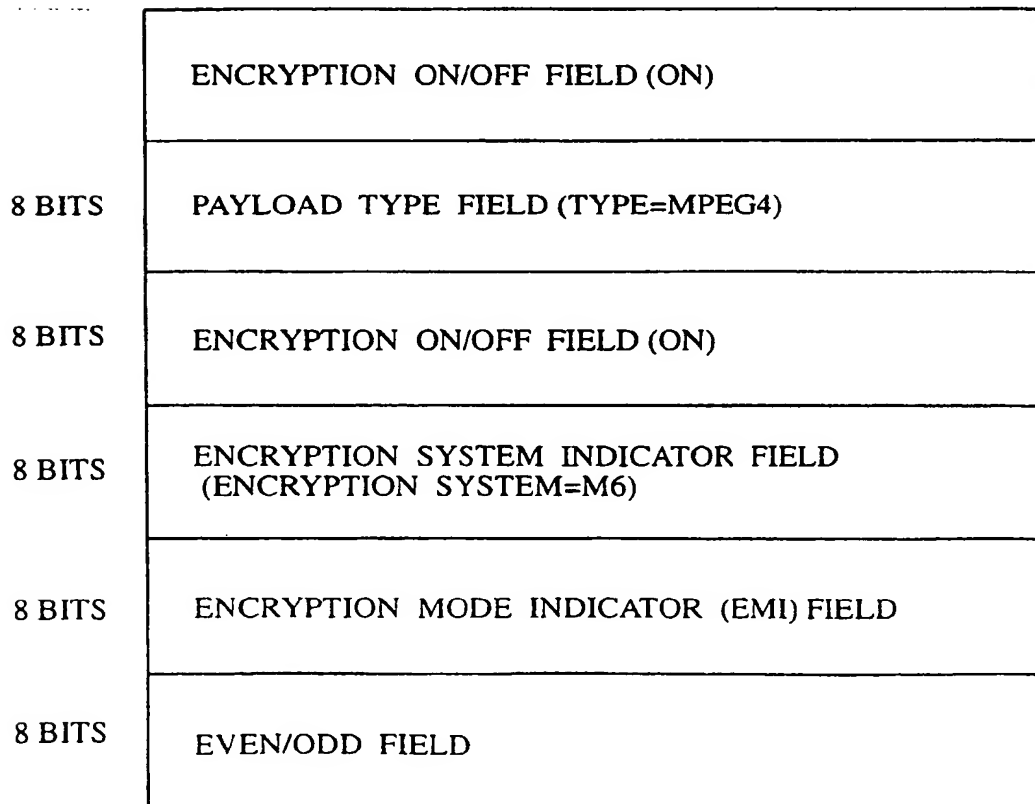 ENCRYPTION ON/OFF FIELD (ON)
8 BITS PAYLOAD TYPE FIELD (TYPE=MPEG4)
8 BITS ENCRYPTION ON/OFF FIELD (ON)
8 BITS ENCRYPTION SYSTEM INDICATOR FIELD
(ENCRYPTION SYSTEM=M6)
8 BITS ENCRYPTION MODE INDICATOR (EMI) FIELD
8 BITS EVEN/ODD FIELD